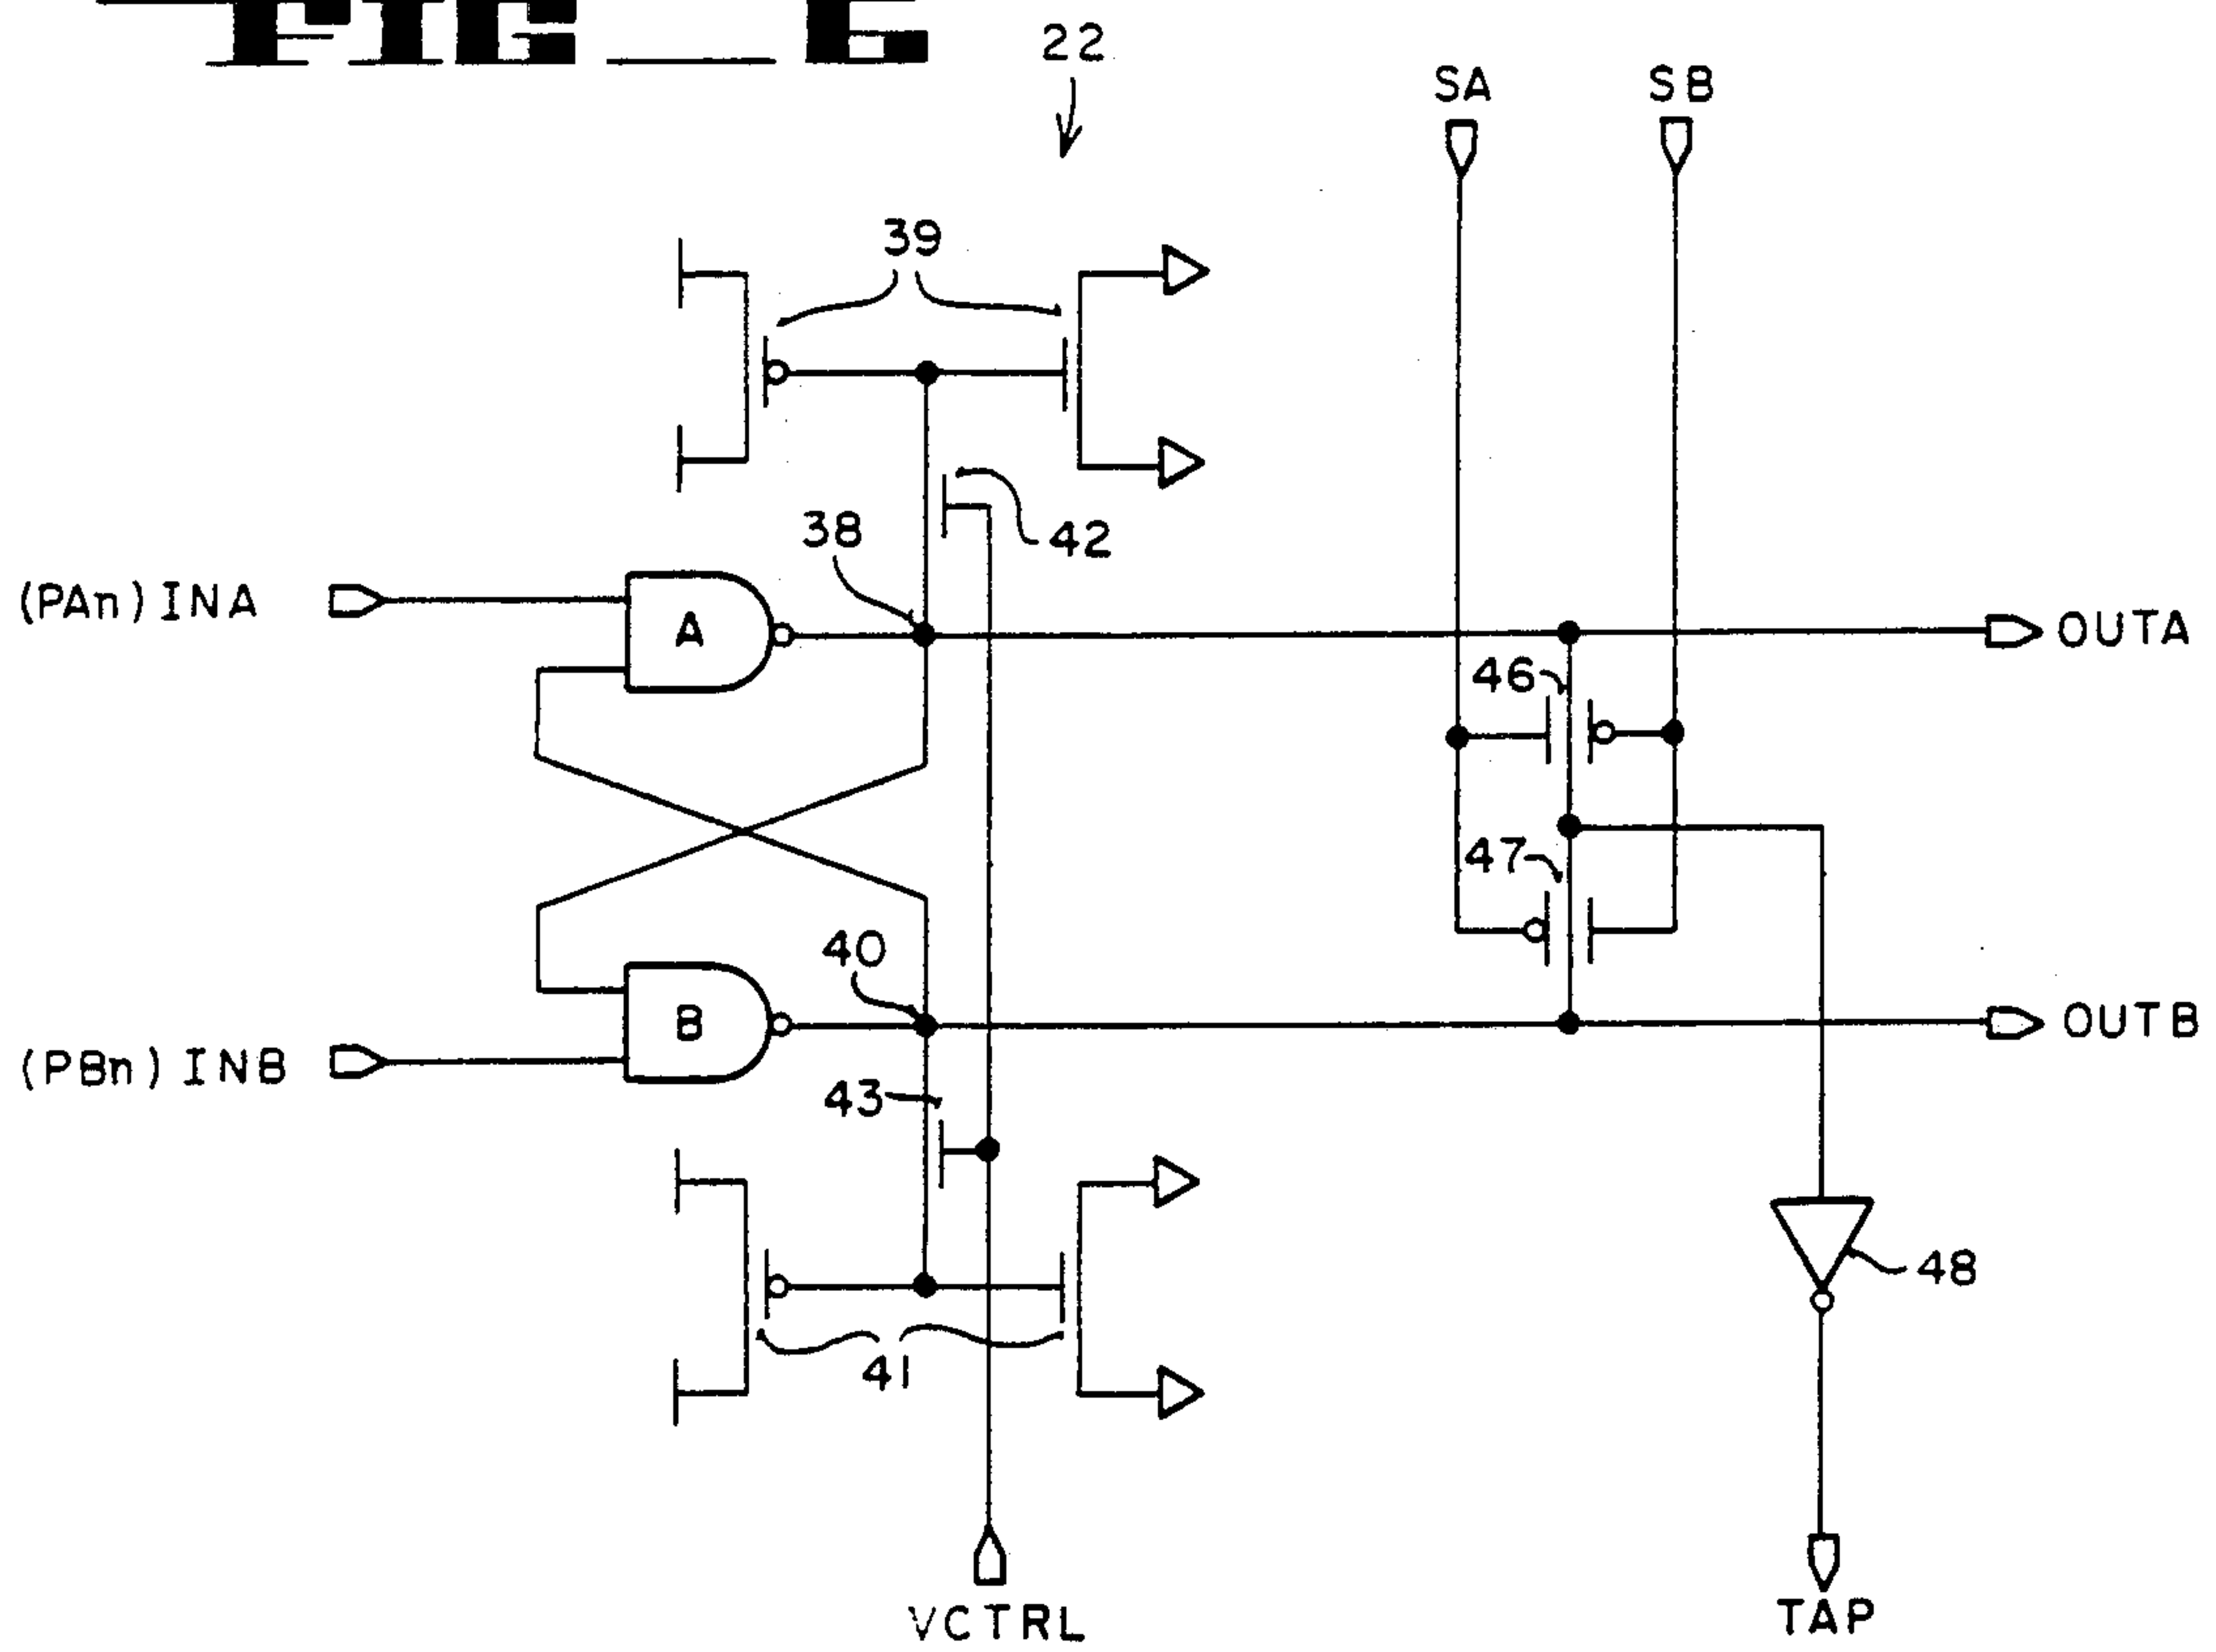 FIG_
22
SA
SB
39
42
38
(PAn) INA
A
OUTA
46
47
40
B
OUTB
(PBn) INB
43
48
41
VCTRL
TAP